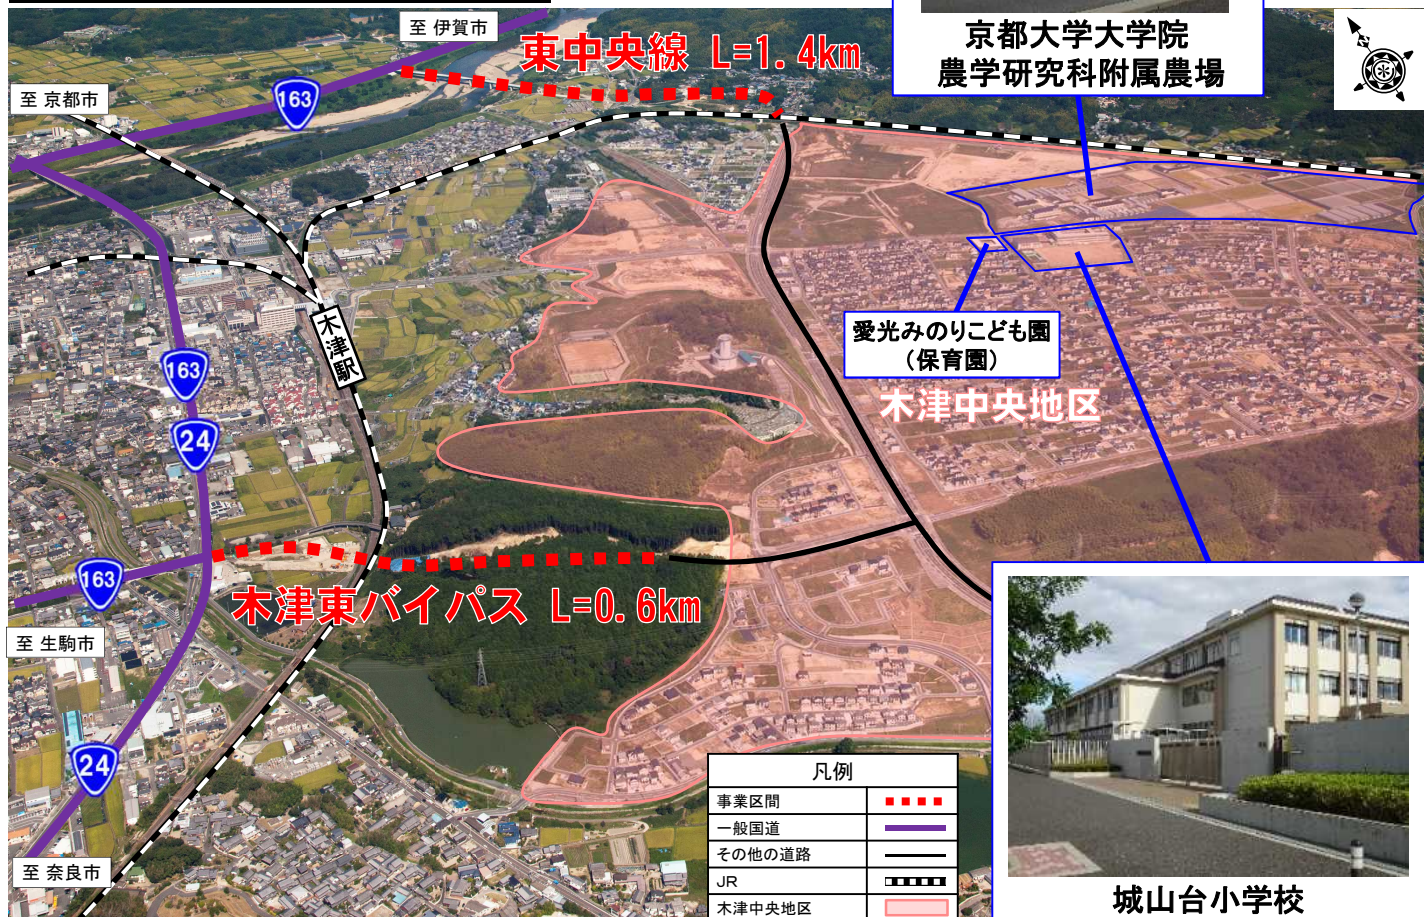 至 伊賀市
東中央線 L=1.4km
京都大学大学院
農学研究科附属農場
N
至 京都市
163
木津駅
163
24
愛光みのりこども園
(保育園)
木津中央地区
163
木津東バイパス L=0.6km
至 生駒市
24
至 奈良市
凡例
事業区間
一般国道
その他の道路
JR
木津中央地区
城山台小学校